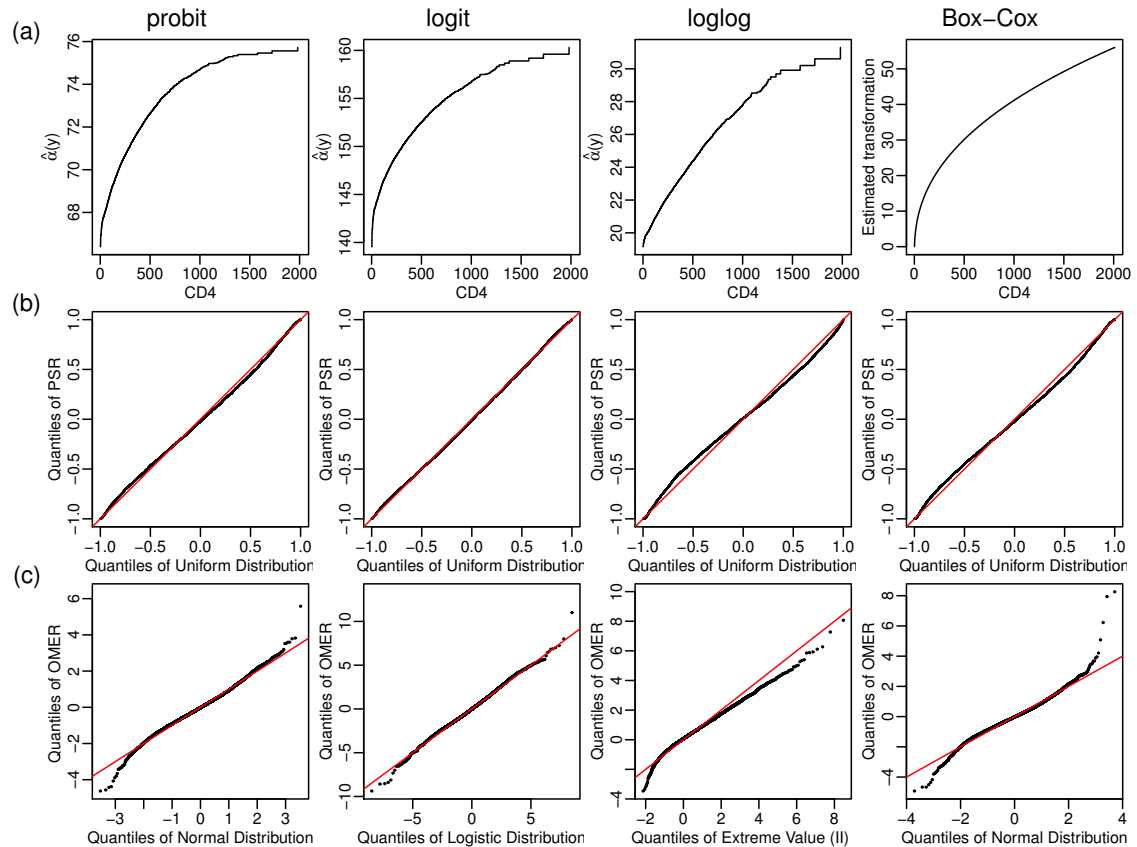 probit logit loglog Box−Cox
(a)
76 74 72 70 68
α̂(y)
0 500 1000 1500 2000
CD4
160 155 150 145 140
α̂(y)
0 500 1000 1500 2000
CD4
30 28 26 24 22 20
α̂(y)
0 500 1000 1500 2000
CD4
50 40 30 20 10 0
Estimated transformation
0 500 1000 1500 2000
CD4
(b)
1.0 0.5 0.0 −0.5 −1.0
Quantiles of PSR
−1.0 −0.5 0.0 0.5 1.0
Quantiles of Uniform Distribution
1.0 0.5 0.0 −0.5 −1.0
Quantiles of PSR
−1.0 −0.5 0.0 0.5 1.0
Quantiles of Uniform Distribution
1.0 0.5 0.0 −0.5 −1.0
Quantiles of PSR
−1.0 −0.5 0.0 0.5 1.0
Quantiles of Uniform Distribution
1.0 0.5 0.0 −0.5 −1.0
Quantiles of PSR
−1.0 −0.5 0.0 0.5 1.0
Quantiles of Uniform Distribution
(c)
6 4 2 0 −2 −4
Quantiles of OMER
−3 −2 −1 0 1 2 3
Quantiles of Normal Distribution
10 5 0 −5 −10
Quantiles of OMER
−5 0 5
Quantiles of Logistic Distribution
10 8 6 4 2 0 −4
Quantiles of OMER
−2 0 2 4 6 8
Quantiles of Extreme Value (II)
8 6 4 2 0 −4
Quantiles of OMER
−4 −2 0 2 4
Quantiles of Normal Distribution